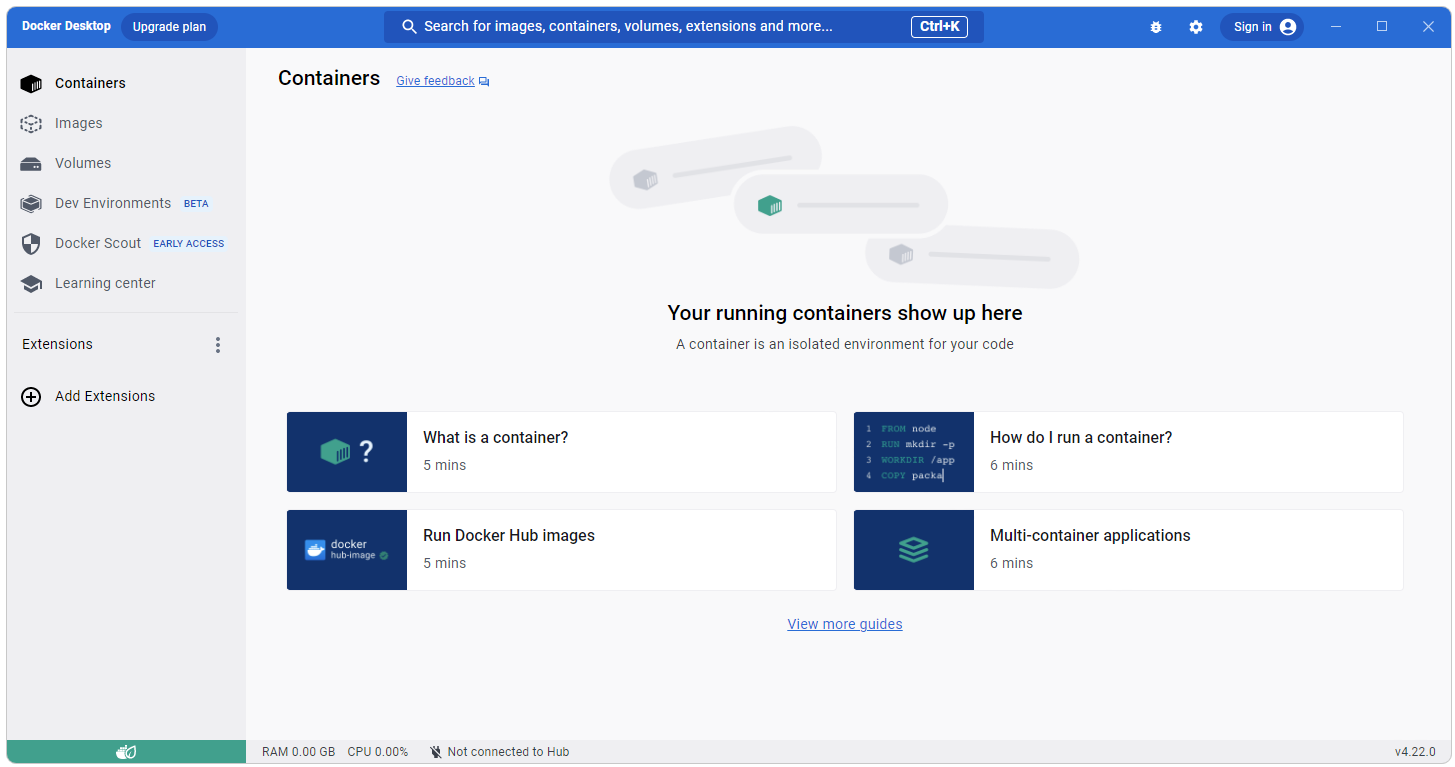 Docker Desktop Upgrade plan Search for images, containers, volumes, extensions and more... Ctrl+K Sign in
Containers
Images
Volumes
Dev Environments BETA
Docker Scout EARLY ACCESS
Learning center
Extensions
Add Extensions
Containers Give feedback
Your running containers show up here
A container is an isolated environment for your code
?
What is a container?
5 mins
1 FROM node
2 RUN mkdir -p
3 WORKDIR /app
4 COPY packa
How do I run a container?
6 mins
docker
hub-image
Run Docker Hub images
5 mins
Multi-container applications
6 mins
View more guides
RAM 0.00 GB CPU 0.00% Not connected to Hub v4.22.0